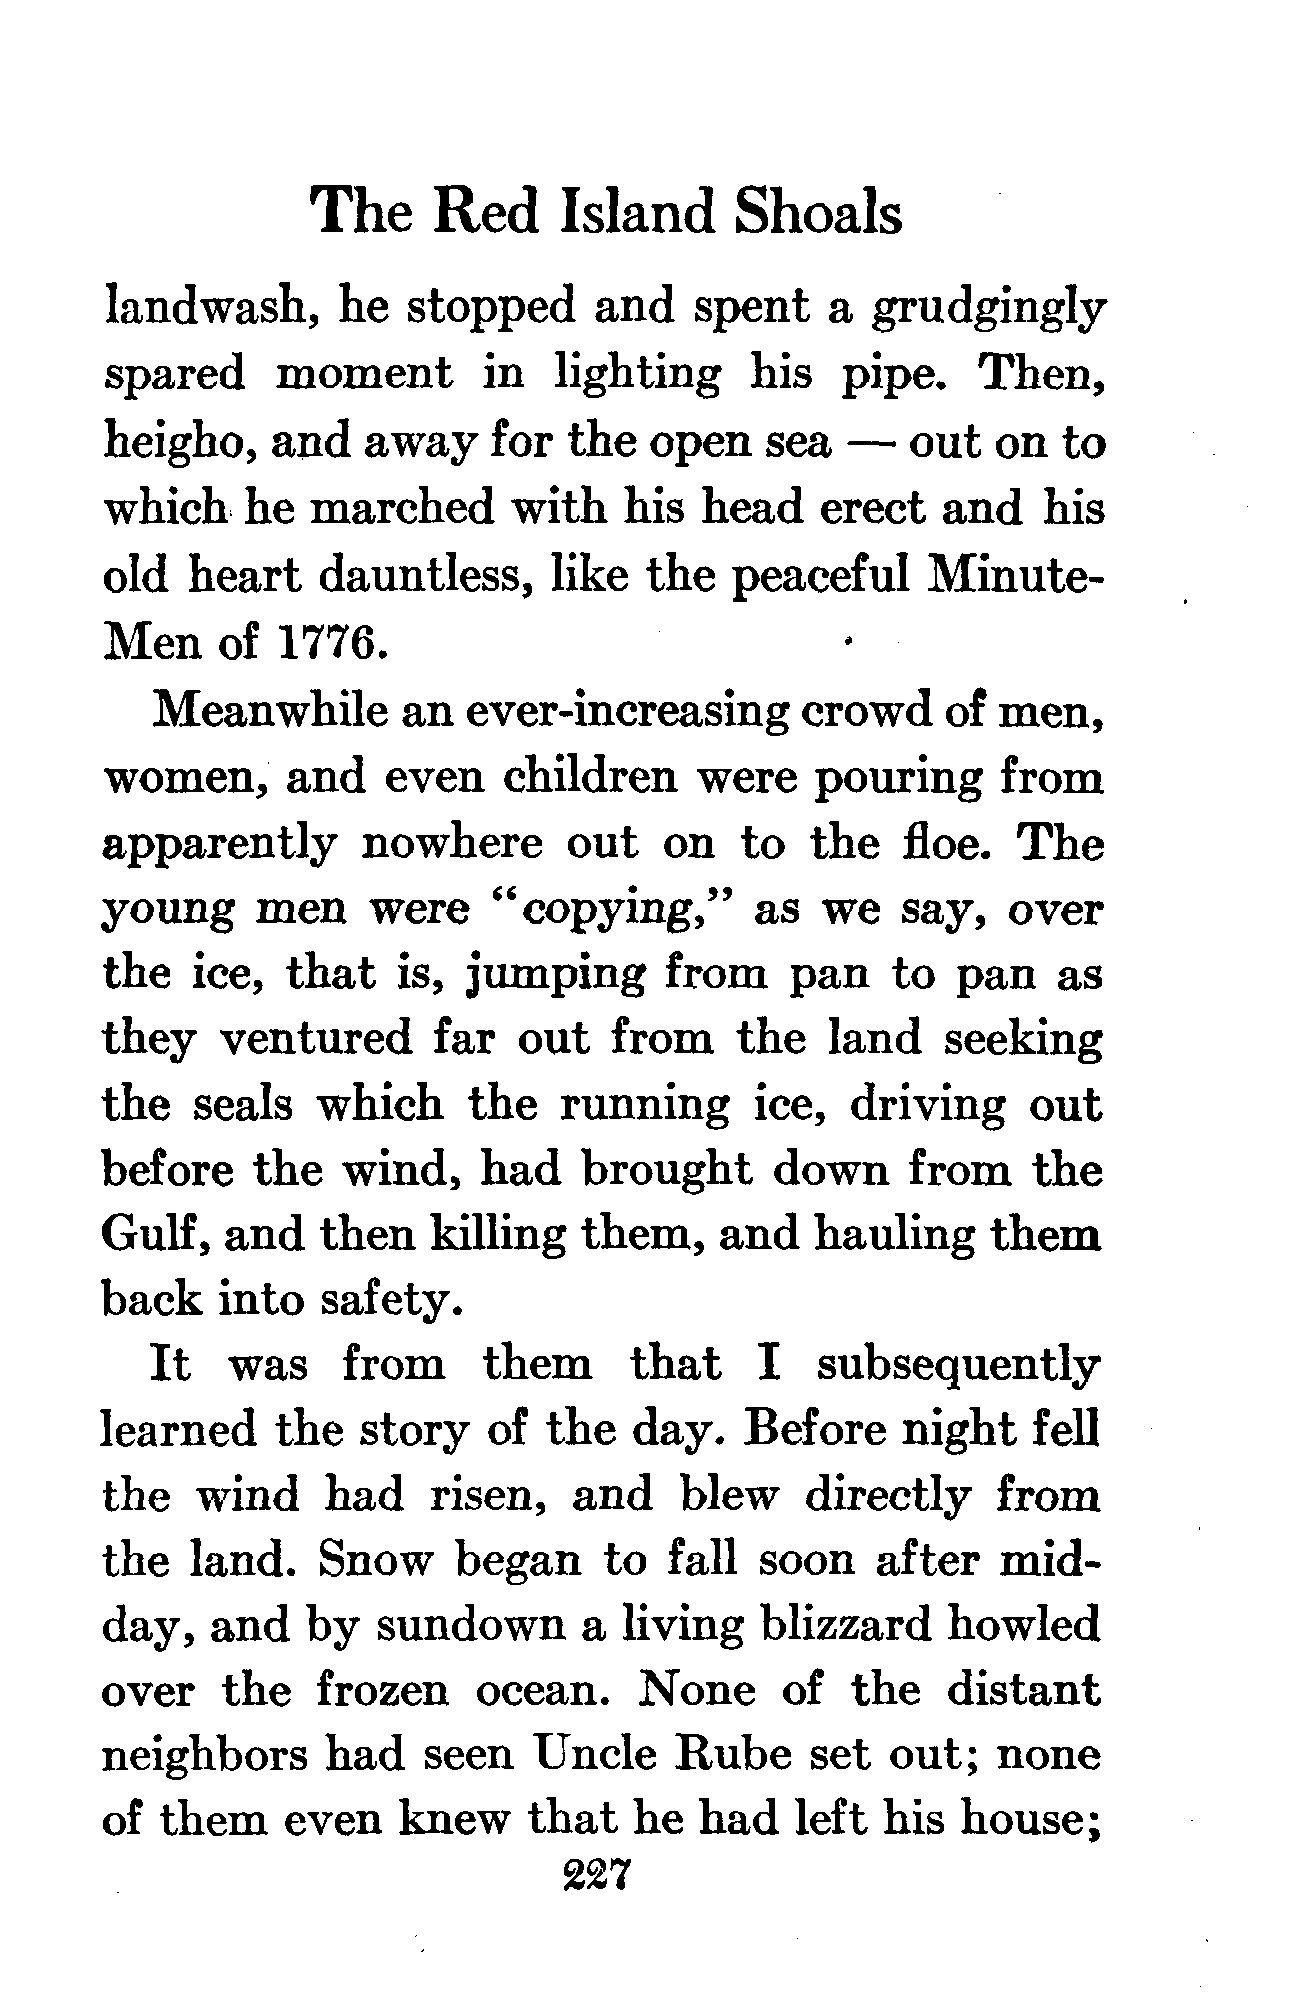 The Red Island Shoals
landwash, he stopped and spent a grudgingly
spared moment in lighting his pipe. Then,
heigho, and away for the open sea — out on to
which he marched with his head erect and his
old heart dauntless, like the peaceful Minute-
Men of 1776.
Meanwhile an ever-increasing crowd of men,
women, and even children were pouring from
apparently nowhere out on to the floe. The
young men were "copying," as we say, over
the ice, that is, jumping from pan to pan as
they ventured far out from the land seeking
the seals which the running ice, driving out
before the wind, had brought down from the
Gulf, and then killing them, and hauling them
back into safety.
It was from them that I subsequently
learned the story of the day. Before night fell
the wind had risen, and blew directly from
the land. Snow began to fall soon after mid-
day, and by sundown a living blizzard howled
over the frozen ocean. None of the distant
neighbors had seen Uncle Rube set out; none
of them even knew that he had left his house;
227